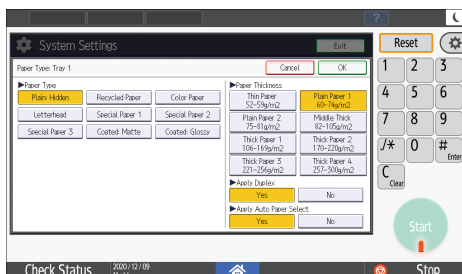 ?
System Settings
Exit
Reset
Paper Type: Tray 1
Cancel
OK
1 2 3
▶Paper Type
▶Paper Thickness
Plain: Hidden
Recycled Paper
Color Paper
Thin Paper
52-59g/m2
Plain Paper 1
60-74g/m2
4 5 6
Letterhead
Special Paper 1
Special Paper 2
Plain Paper 2
75-81g/m2
Middle Thick
82-105g/m2
7 8 9
Special Paper 3
Coated: Matte
Coated: Glossy
Thick Paper 1
106-169g/m2
Thick Paper 2
170-220g/m2
./* 0 #
Enter
Thick Paper 3
221-256g/m2
Thick Paper 4
257-300g/m2
C
Clear
▶Apply Duplex
Yes
No
▶Apply Auto Paper Select
Yes
No
Start
Check Status
2020/12/09
Stop